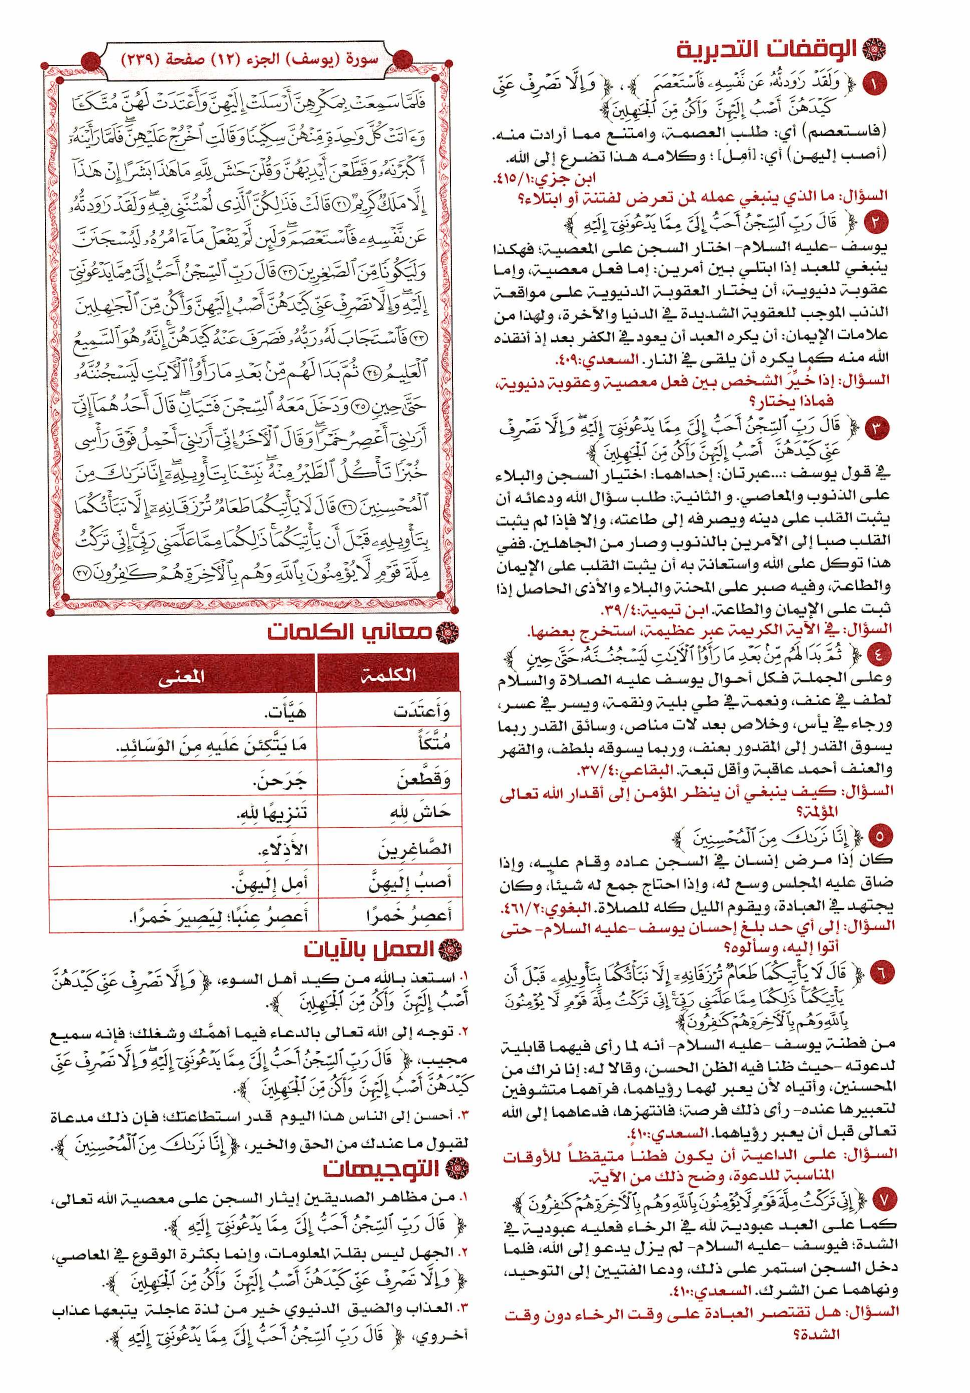 الوقفات التدبرية
١ ﴿ وَلَقَدْ رَٰوَدتُّهُۥ عَن نَّفْسِهِۦ فَٱسْتَعْصَمَ ﴾، ﴿ وَإِلَّا تَصْرِفْ عَنِّى
كَيْدَهُنَّ أَصْبُ إِلَيْهِنَّ وَأَكُن مِّنَ ٱلْجَٰهِلِينَ ﴾
(فاستعصم) أي: طلب العصمة، وامتنع مما أرادت منه.
(أصب إليهن) أي: [أمِل] ؛ وكلامه هذا تضرع إلى الله.
ابن جزي:٤١٥/١.
السؤال: ما الذي ينبغي عمله لمن تعرض لفتنة أو ابتلاء؟
٢ ﴿ قَالَ رَبِّ ٱلسِّجْنُ أَحَبُّ إِلَىَّ مِمَّا يَدْعُونَنِىٓ إِلَيْهِ ﴾
يوسف -عليه السلام- اختار السجن على المعصية؛ فهكذا
ينبغي للعبد إذا ابتلي بين أمرين: إما فعل معصية، وإما
عقوبة دنيوية، أن يختار العقوبة الدنيوية على مواقعة
الذنب الموجب للعقوبة الشديدة في الدنيا والآخرة، ولهذا من
علامات الإيمان: أن يكره العبد أن يعود في الكفر بعد إذ أنقذه
الله منه كما يكره أن يلقى في النار. السعدي:٤٠٩.
السؤال: إذا خُيِّرَ الشخص بين فعل معصية وعقوبة دنيوية،
فماذا يختار؟
٣ ﴿ قَالَ رَبِّ ٱلسِّجْنُ أَحَبُّ إِلَىَّ مِمَّا يَدْعُونَنِىٓ إِلَيْهِ ۖ وَإِلَّا تَصْرِفْ
عَنِّى كَيْدَهُنَّ أَصْبُ إِلَيْهِنَّ وَأَكُن مِّنَ ٱلْجَٰهِلِينَ ﴾
في قول يوسف :...عبرتان: إحداهما: اختيار السجن والبلاء
على الذنوب والمعاصي. و الثانية: طلب سؤال الله ودعائه أن
يثبت القلب على دينه ويصرفه إلى طاعته، وإلا فإذا لم يثبت
القلب صبا إلى الآمرين بالذنوب وصار من الجاهلين. ففي
هذا توكل على الله واستعانة به أن يثبت القلب على الإيمان
والطاعة، وفيه صبر على المحنة والبلاء والأذى الحاصل إذا
ثبت على الإيمان والطاعة. ابن تيمية:٣٩/٤.
السؤال: في الآية الكريمة عبر عظيمة، استخرج بعضها.
٤ ﴿ ثُمَّ بَدَا لَهُم مِّنۢ بَعْدِ مَا رَأَوُا۟ ٱلْءَايَٰتِ لَيَسْجُنُنَّهُۥ حَتَّىٰ حِينٍ ﴾
وعلى الجملة فكل أحوال يوسف عليه الصلاة والسلام
لطف في عنف، ونعمة في طي بلية ونقمة، ويسر في عسر،
ورجاء في يأس، وخلاص بعد لات مناص، وسائق القدر ربما
يسوق القدر إلى المقدور بعنف، وربما يسوقه بلطف، والقهر
والعنف أحمد عاقبة وأقل تبعة. البقاعي:٣٧/٤.
السؤال: كيف ينبغي أن ينظر المؤمن إلى أقدار الله تعالى
المؤلمة؟
٥ ﴿ إِنَّا نَرَىٰكَ مِنَ ٱلْمُحْسِنِينَ ﴾
كان إذا مرض إنسان في السجن عاده وقام عليه، وإذا
ضاق عليه المجلس وسع له، وإذا احتاج جمع له شيئاً، وكان
يجتهد في العبادة، ويقوم الليل كله للصلاة. البغوي:٤٦١/٢.
السؤال: إلى أي حد بلغ إحسان يوسف -عليه السلام- حتى
أتوا إليه، وسألوه؟
٦ ﴿ قَالَ لَا يَأْتِيكُمَا طَعَامٌ تُرْزَقَانِهِۦٓ إِلَّا نَبَّأْتُكُمَا بِتَأْوِيلِهِۦ قَبْلَ أَن
يَأْتِيَكُمَا ۚ ذَٰلِكُمَا مِمَّا عَلَّمَنِى رَبِّىٓ ۚ إِنِّى تَرَكْتُ مِلَّةَ قَوْمٍ لَّا يُؤْمِنُونَ
بِٱللَّهِ وَهُم بِٱلْءَاخِرَةِ هُمْ كَٰفِرُونَ ﴾
من فطنة يوسف -عليه السلام- أنه لما رأى فيهما قابلية
لدعوته -حيث ظنا فيه الظن الحسن، وقالا له: إنا نراك من
المحسنين، وأتياه لأن يعبر لهما رؤياهما، فرآهما متشوفين
لتعبيرها عنده- رأى ذلك فرصة؛ فانتهزها، فدعاهما إلى الله
تعالى قبل أن يعبر رؤياهما. السعدي:٤١٠.
السؤال: على الداعية أن يكون فطناً متيقظاً للأوقات
المناسبة للدعوة، وضح ذلك من الآية.
٧ ﴿ إِنِّى تَرَكْتُ مِلَّةَ قَوْمٍ لَّا يُؤْمِنُونَ بِٱللَّهِ وَهُم بِٱلْءَاخِرَةِ هُمْ كَٰفِرُونَ ﴾
كما على العبد عبودية لله في الرخاء فعليه عبودية في
الشدة؛ فيوسف -عليه السلام- لم يزل يدعو إلى الله، فلما
دخل السجن استمر على ذلك، ودعا الفتيين إلى التوحيد،
ونهاهما عن الشرك. السعدي:٤١٠.
السؤال: هل تقتصر العبادة على وقت الرخاء دون وقت
الشدة؟
سورة (يوسف) الجزء (١٢) صفحة (٢٣٩)
فَلَمَّا سَمِعَتْ بِمَكْرِهِنَّ أَرْسَلَتْ إِلَيْهِنَّ وَأَعْتَدَتْ لَهُنَّ مُتَّكَـًٔا
وَءَاتَتْ كُلَّ وَٰحِدَةٍ مِّنْهُنَّ سِكِّينًا وَقَالَتِ ٱخْرُجْ عَلَيْهِنَّ ۖ فَلَمَّا رَأَيْنَهُۥٓ
أَكْبَرْنَهُۥ وَقَطَّعْنَ أَيْدِيَهُنَّ وَقُلْنَ حَٰشَ لِلَّهِ مَا هَٰذَا بَشَرًا إِنْ هَٰذَآ
إِلَّا مَلَكٌ كَرِيمٌ ٣١ قَالَتْ فَذَٰلِكُنَّ ٱلَّذِى لُمْتُنَّنِى فِيهِ ۖ وَلَقَدْ رَٰوَدتُّهُۥ
عَن نَّفْسِهِۦ فَٱسْتَعْصَمَ ۖ وَلَئِن لَّمْ يَفْعَلْ مَآ ءَامُرُهُۥ لَيُسْجَنَنَّ
وَلَيَكُونًا مِّنَ ٱلصَّٰغِرِينَ ٣٢ قَالَ رَبِّ ٱلسِّجْنُ أَحَبُّ إِلَىَّ مِمَّا يَدْعُونَنِىٓ
إِلَيْهِ ۖ وَإِلَّا تَصْرِفْ عَنِّى كَيْدَهُنَّ أَصْبُ إِلَيْهِنَّ وَأَكُن مِّنَ ٱلْجَٰهِلِينَ
٣٣ فَٱسْتَجَابَ لَهُۥ رَبُّهُۥ فَصَرَفَ عَنْهُ كَيْدَهُنَّ ۚ إِنَّهُۥ هُوَ ٱلسَّمِيعُ
ٱلْعَلِيمُ ٣٤ ثُمَّ بَدَا لَهُم مِّنۢ بَعْدِ مَا رَأَوُا۟ ٱلْءَايَٰتِ لَيَسْجُنُنَّهُۥ
حَتَّىٰ حِينٍ ٣٥ وَدَخَلَ مَعَهُ ٱلسِّجْنَ فَتَيَانِ ۖ قَالَ أَحَدُهُمَآ إِنِّىٓ
أَرَىٰنِىٓ أَعْصِرُ خَمْرًا ۖ وَقَالَ ٱلْءَاخَرُ إِنِّىٓ أَرَىٰنِىٓ أَحْمِلُ فَوْقَ رَأْسِى
خُبْزًا تَأْكُلُ ٱلطَّيْرُ مِنْهُ ۖ نَبِّئْنَا بِتَأْوِيلِهِۦٓ ۖ إِنَّا نَرَىٰكَ مِنَ
ٱلْمُحْسِنِينَ ٣٦ قَالَ لَا يَأْتِيكُمَا طَعَامٌ تُرْزَقَانِهِۦٓ إِلَّا نَبَّأْتُكُمَا
بِتَأْوِيلِهِۦ قَبْلَ أَن يَأْتِيَكُمَا ۚ ذَٰلِكُمَا مِمَّا عَلَّمَنِى رَبِّىٓ ۚ إِنِّى تَرَكْتُ
مِلَّةَ قَوْمٍ لَّا يُؤْمِنُونَ بِٱللَّهِ وَهُم بِٱلْءَاخِرَةِ هُمْ كَٰفِرُونَ ٣٧
معاني الكلمات
الكلمة المعنى
وَأَعتَدَت هَيَّأَت.
مُتَّكَأً مَا يَتَّكِئنَ عَلَيهِ مِنَ الوَسَائِدِ.
وَقَطَّعنَ جَرَحنَ.
حَاشَ لِلهِ تَنزِيهًا لِلهِ.
الصَّاغِرِينَ الأَذِلَّاءِ.
أَصبُ إِلَيهِنَّ أَمِل إِلَيهِنَّ.
أَعصِرُ خَمرًا أَعصِرُ عِنَبًا؛ لِيَصِيرَ خَمرًا.
العمل بالآيات
١. استعذ بالله من كيد أهل السوء، ﴿ وَإِلَّا تَصْرِفْ عَنِّى كَيْدَهُنَّ
أَصْبُ إِلَيْهِنَّ وَأَكُن مِّنَ ٱلْجَٰهِلِينَ ﴾.
٢. توجه إلى الله تعالى بالدعاء فيما أهمَّك وشغلك؛ فإنه سميع
مجيب، ﴿ قَالَ رَبِّ ٱلسِّجْنُ أَحَبُّ إِلَىَّ مِمَّا يَدْعُونَنِىٓ إِلَيْهِ ۖ وَإِلَّا تَصْرِفْ عَنِّى
كَيْدَهُنَّ أَصْبُ إِلَيْهِنَّ وَأَكُن مِّنَ ٱلْجَٰهِلِينَ ﴾.
٣. أحسن إلى الناس هذا اليوم قدر استطاعتك؛ فإن ذلك مدعاة
لقبول ما عندك من الحق والخير، ﴿ إِنَّا نَرَىٰكَ مِنَ ٱلْمُحْسِنِينَ ﴾.
التوجيهات
١. من مظاهر الصديقين إيثار السجن على معصية الله تعالى،
﴿ قَالَ رَبِّ ٱلسِّجْنُ أَحَبُّ إِلَىَّ مِمَّا يَدْعُونَنِىٓ إِلَيْهِ ﴾.
٢. الجهل ليس بقلة المعلومات، وإنما بكثرة الوقوع في المعاصي،
﴿ وَإِلَّا تَصْرِفْ عَنِّى كَيْدَهُنَّ أَصْبُ إِلَيْهِنَّ وَأَكُن مِّنَ ٱلْجَٰهِلِينَ ﴾.
٣. العذاب والضيق الدنيوي خير من لذة عاجلة يتبعها عذاب
أخروي، ﴿ قَالَ رَبِّ ٱلسِّجْنُ أَحَبُّ إِلَىَّ مِمَّا يَدْعُونَنِىٓ إِلَيْهِ ﴾.